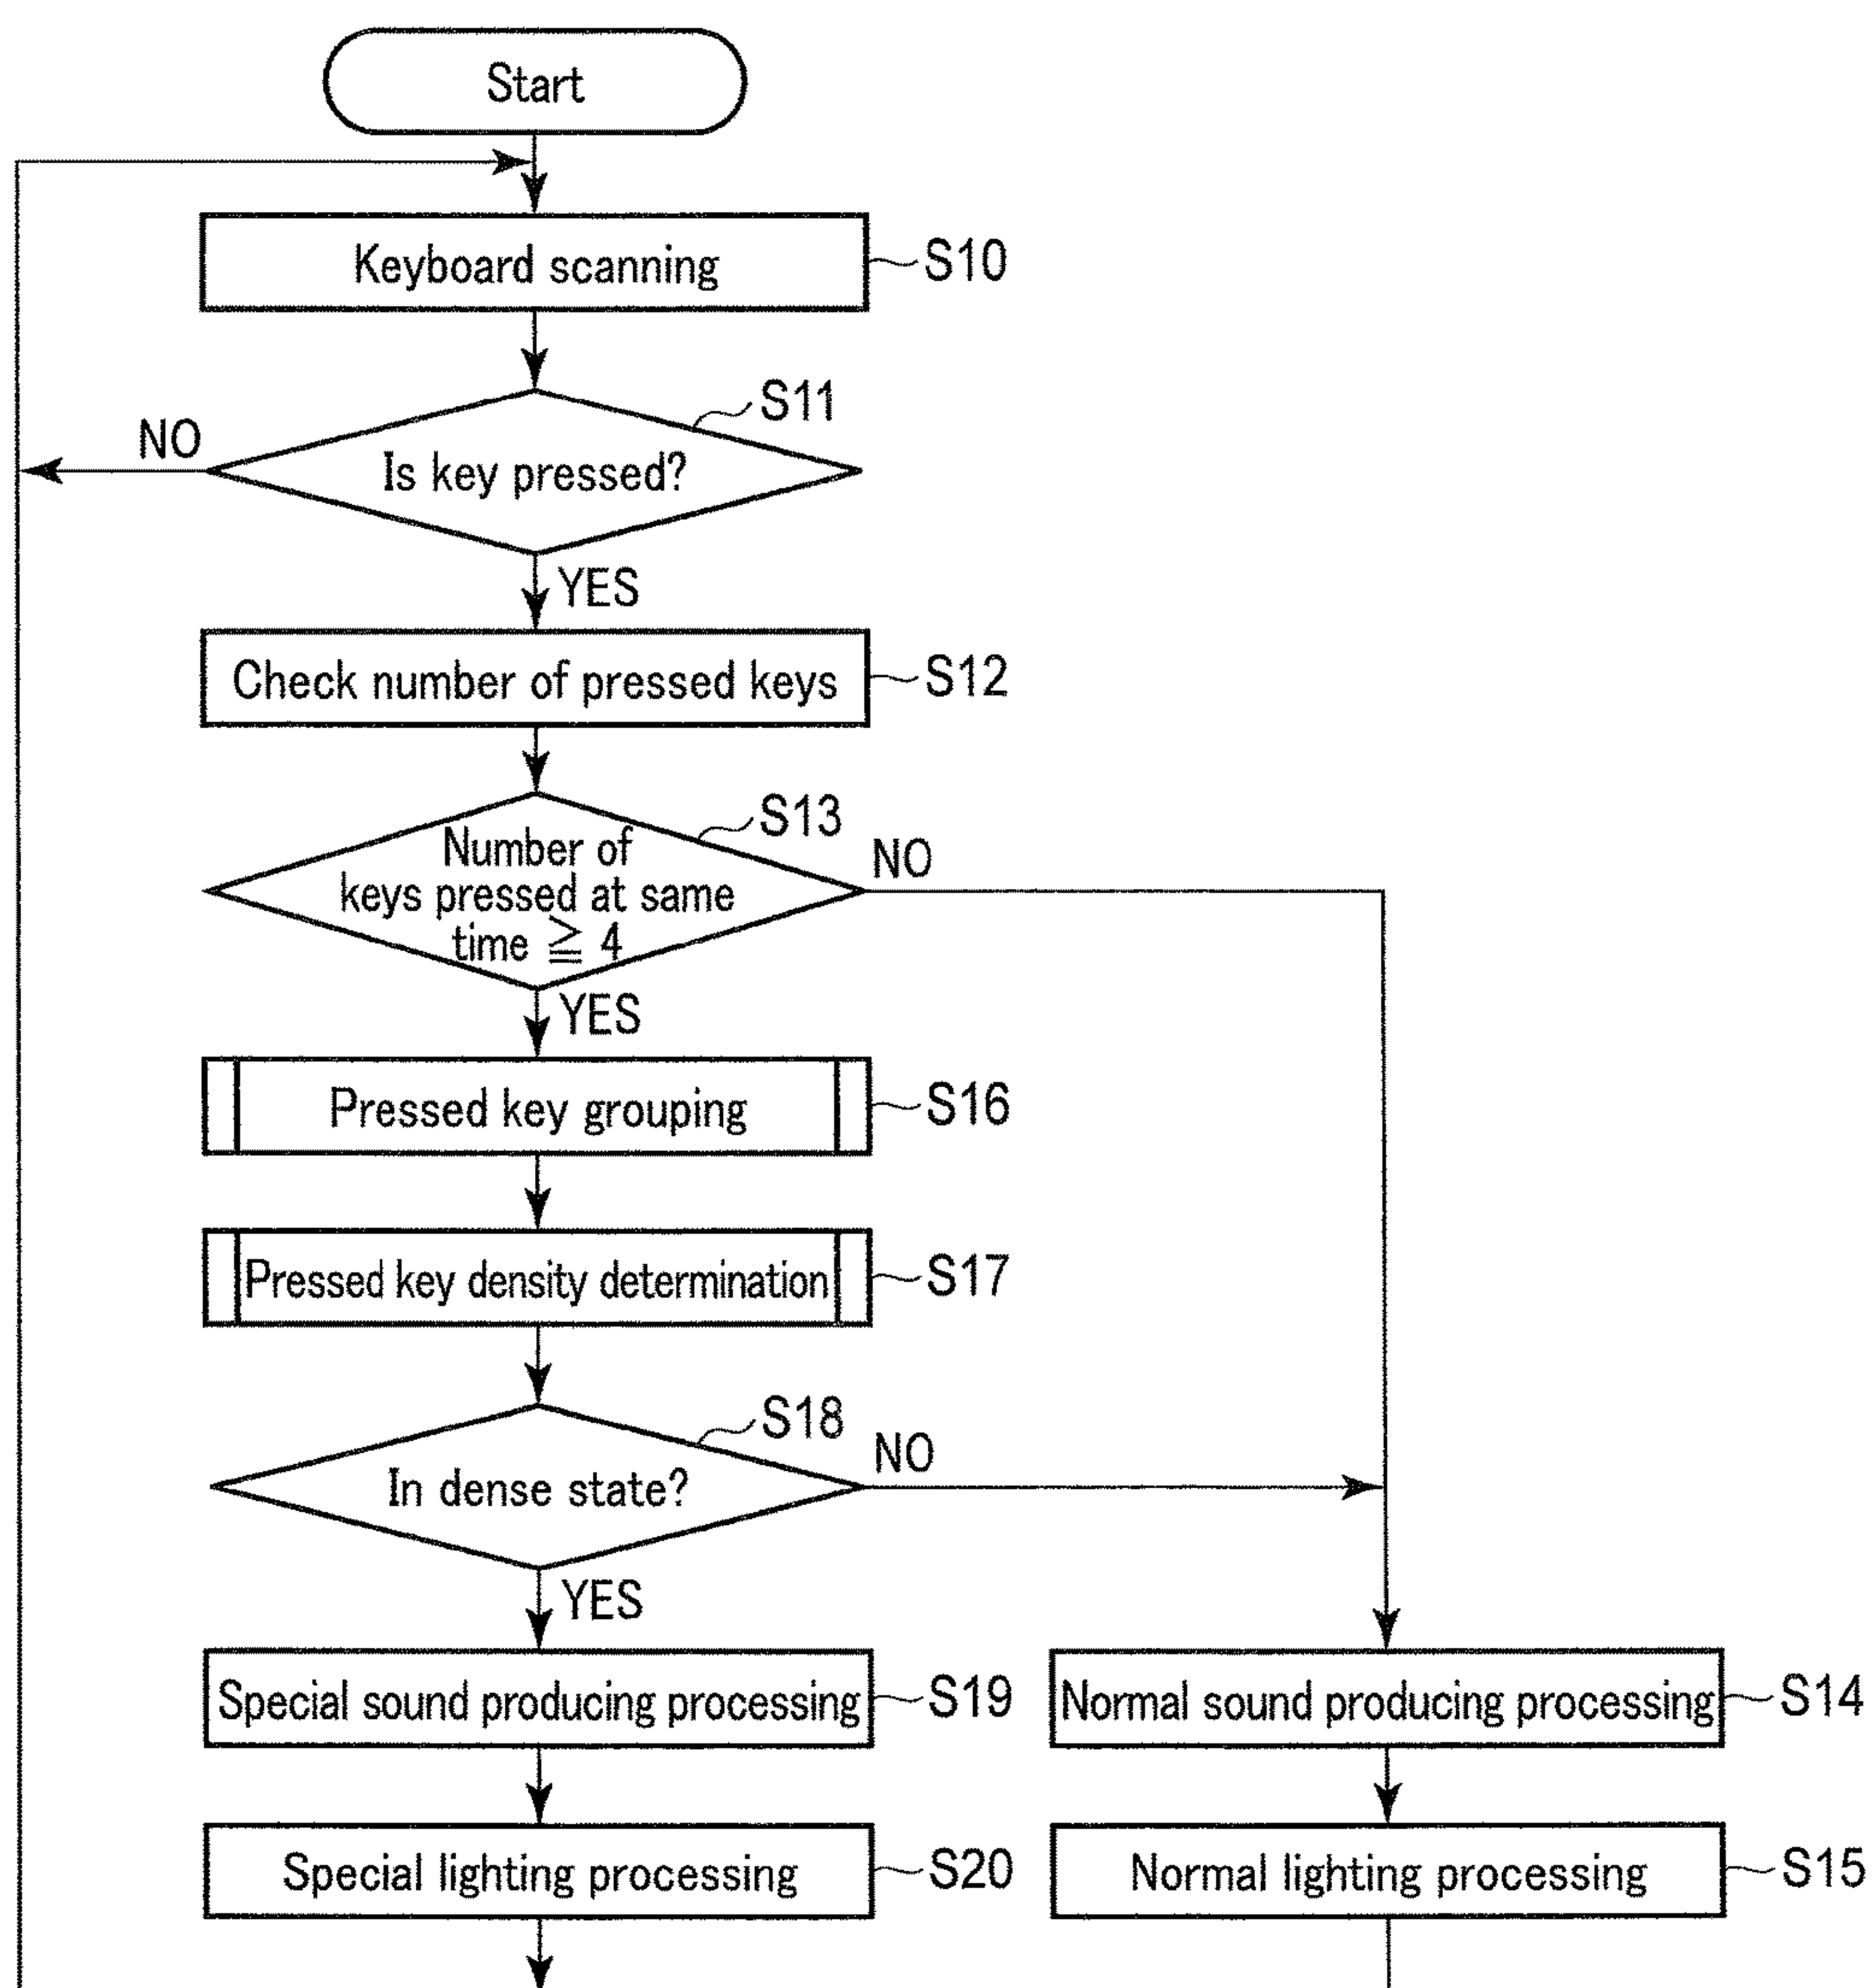 Start
Keyboard scanning
S10
S11
NO
Is key pressed?
YES
Check number of pressed keys
S12
S13
Number of
keys pressed at same
time ≧ 4
NO
YES
Pressed key grouping
S16
Pressed key density determination
S17
S18
In dense state?
NO
YES
Special sound producing processing
S19
Normal sound producing processing
S14
Special lighting processing
S20
Normal lighting processing
S15